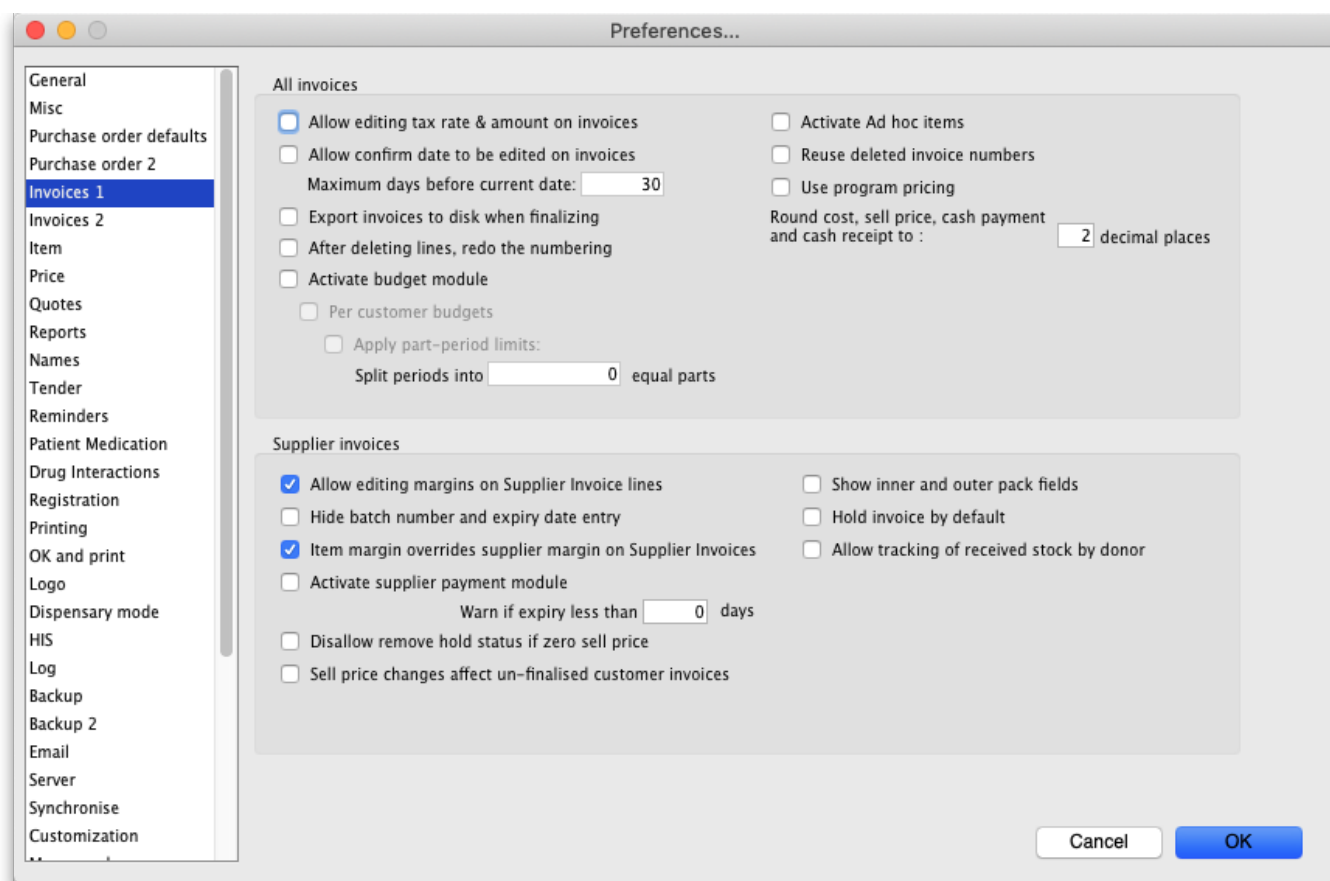 Preferences...
General
Misc
Purchase order defaults
Purchase order 2
Invoices 1
Invoices 2
Item
Price
Quotes
Reports
Names
Tender
Reminders
Patient Medication
Drug Interactions
Registration
Printing
OK and print
Logo
Dispensary mode
HIS
Log
Backup
Backup 2
Email
Server
Synchronise
Customization
All invoices
Allow editing tax rate & amount on invoices
Allow confirm date to be edited on invoices
Maximum days before current date: 30
Export invoices to disk when finalizing
After deleting lines, redo the numbering
Activate budget module
Per customer budgets
Apply part-period limits:
Split periods into 0 equal parts
Activate Ad hoc items
Reuse deleted invoice numbers
Use program pricing
Round cost, sell price, cash payment
and cash receipt to : 2 decimal places
Supplier invoices
Allow editing margins on Supplier Invoice lines
Hide batch number and expiry date entry
Item margin overrides supplier margin on Supplier Invoices
Activate supplier payment module
Warn if expiry less than 0 days
Disallow remove hold status if zero sell price
Sell price changes affect un-finalised customer invoices
Show inner and outer pack fields
Hold invoice by default
Allow tracking of received stock by donor
Cancel
OK